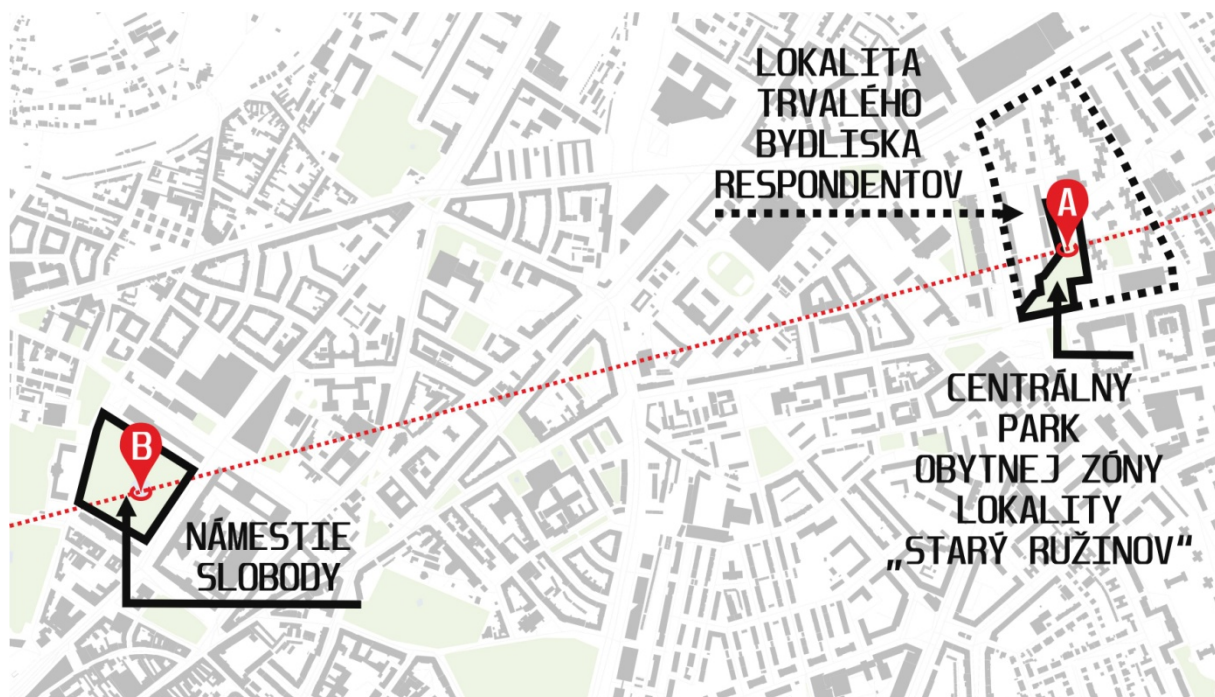 LOKALITA
TRVALÉHO
BYDLISKA
RESPONDENTOV
A
CENTRÁLNY
PARK
OBYTNEJ ZÓNY
LOKALITY
„STARÝ RUŽINOV“
B
NÁMESTIE
SLOBODY